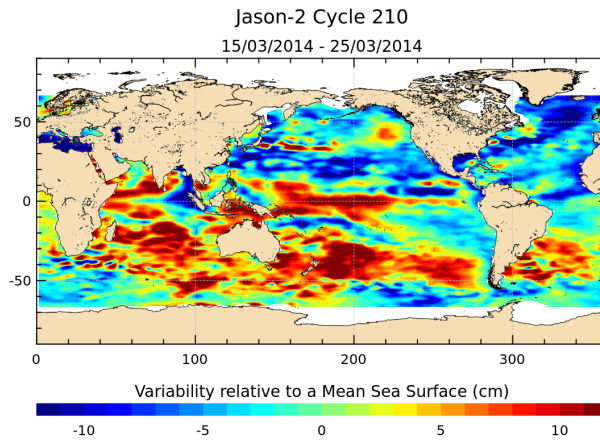 Jason-2 Cycle 210
15/03/2014 - 25/03/2014
50
0
-50
0 100 200 300
Variability relative to a Mean Sea Surface (cm)
-10 -5 0 5 10